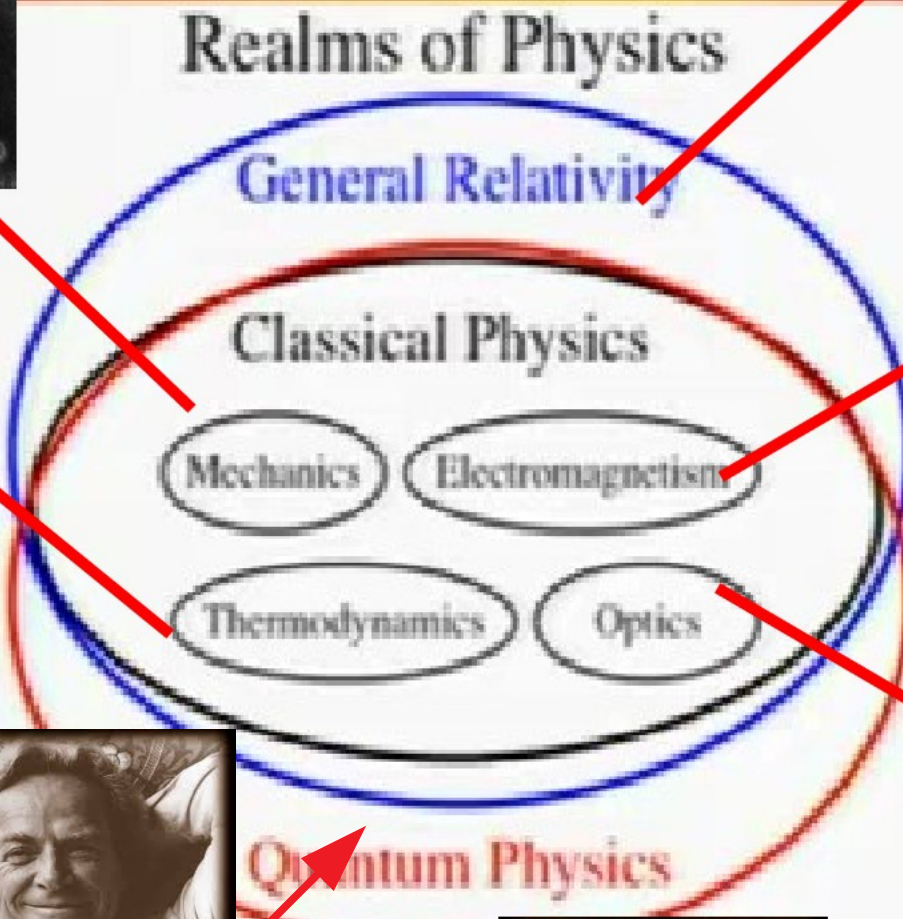 Realms of Physics
General Relativity
Classical Physics
Mechanics
Electromagnetism
Thermodynamics
Optics
Quantum Physics